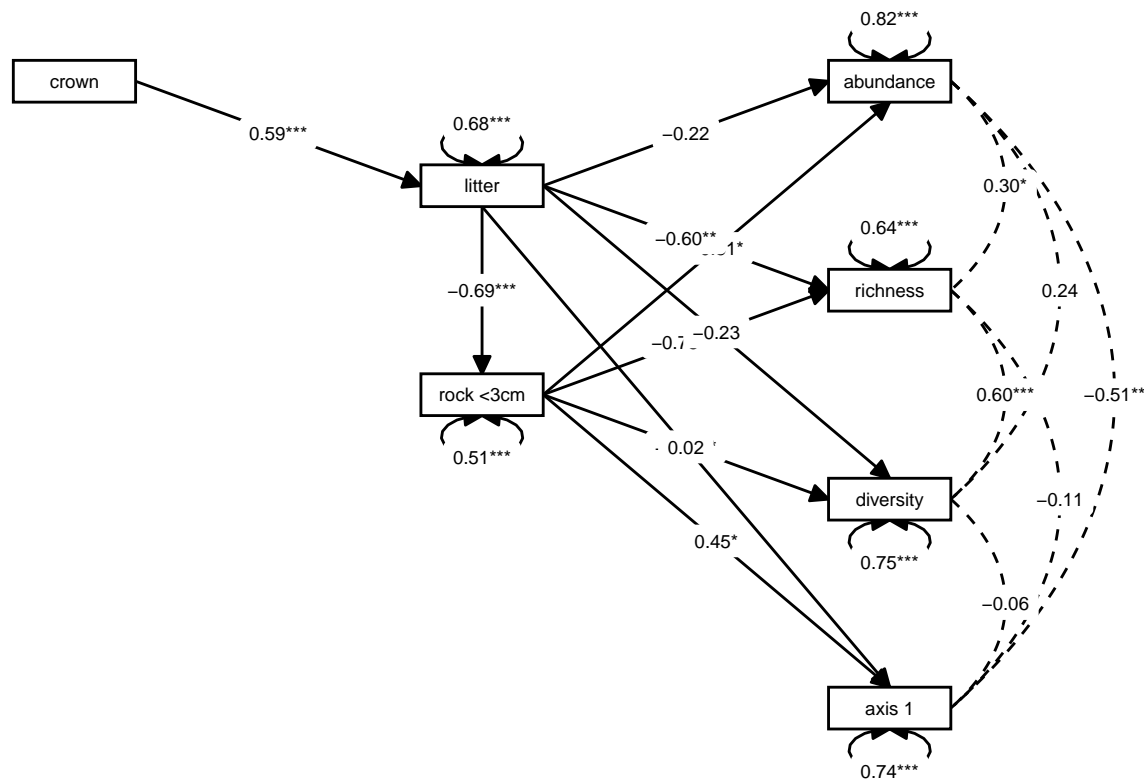 0.82***
crown
abundance
0.59***
0.68***
−0.22
litter
0.30*
−0.60**
0.64***
−0.69***
richness
0.24
−0.23
rock <3cm
0.60***
−0.51**
0.51***
0.02
diversity
−0.11
0.45*
0.75***
−0.06
axis 1
0.74***